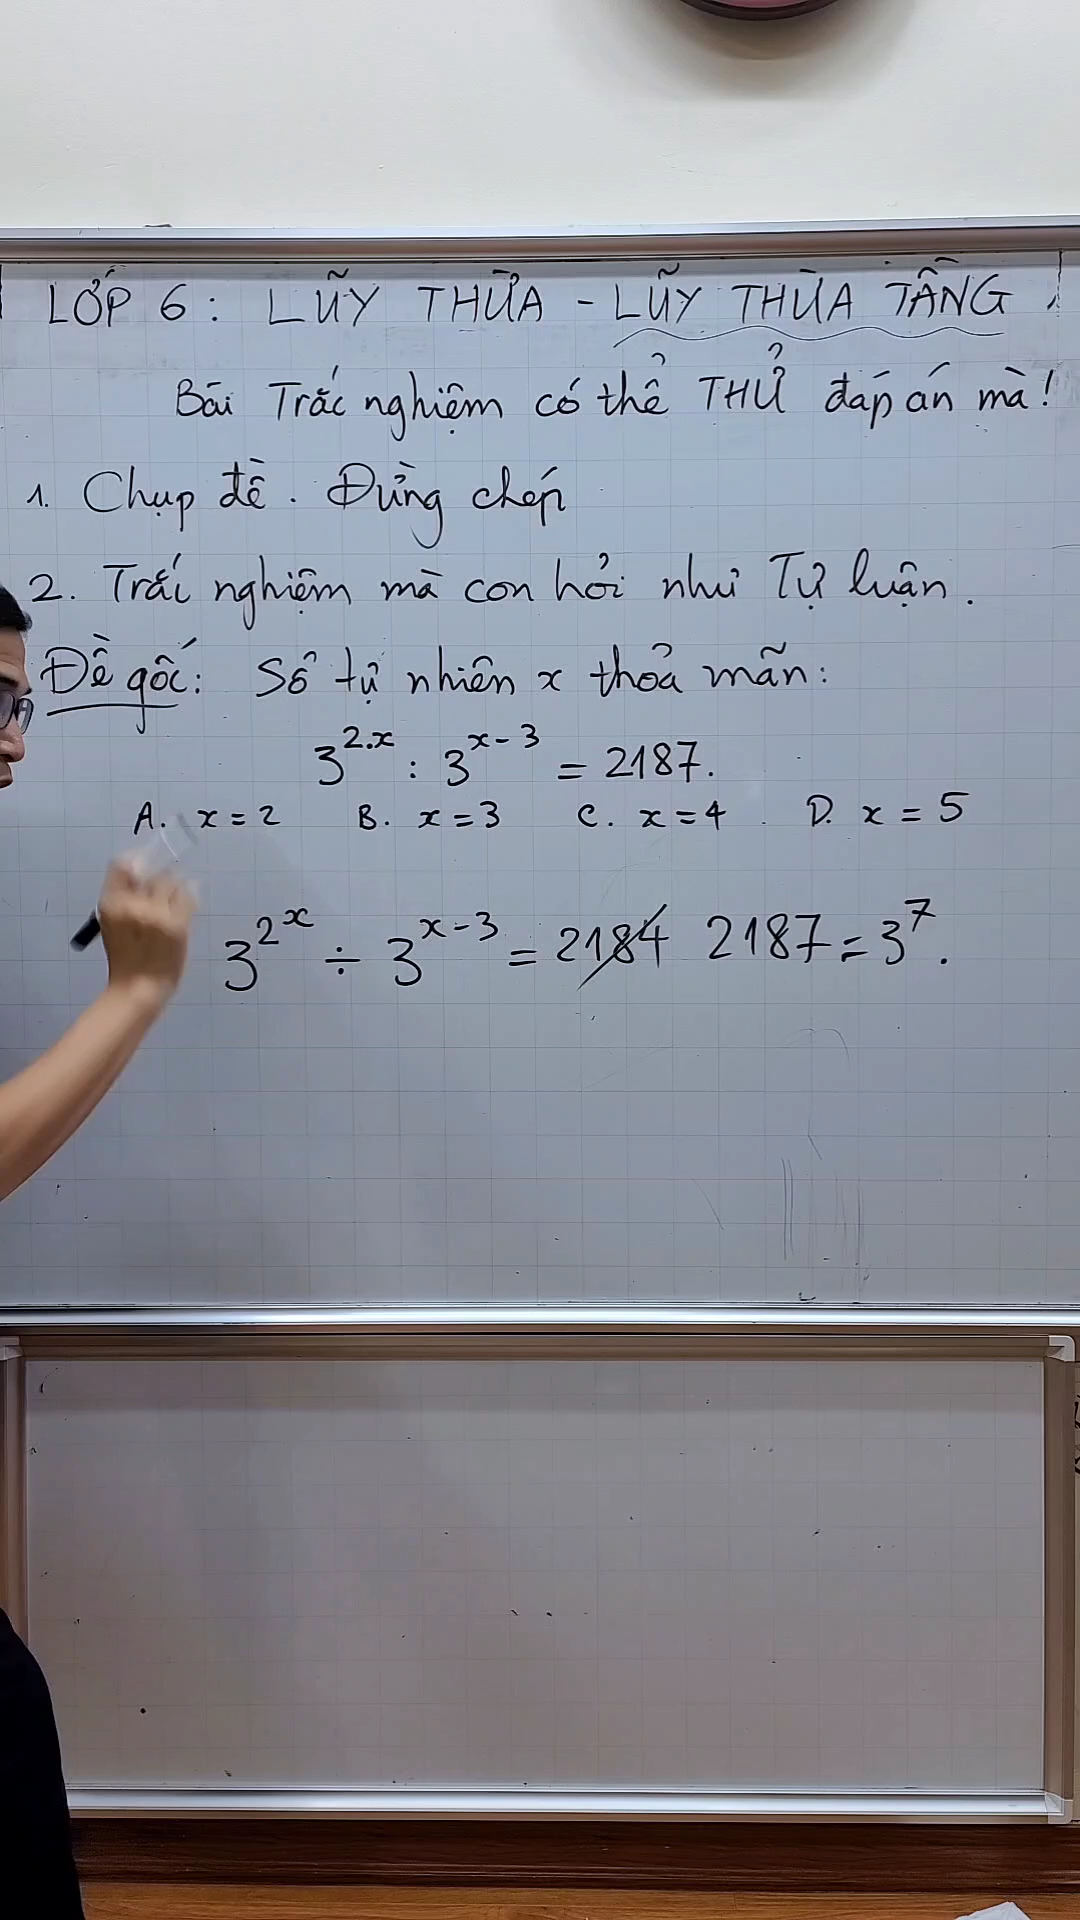 LỚP 6: LŨY THỪA - LŨY THỪA TẦNG
Bài Trắc nghiệm có thể THỬ đáp án mà!
1. Chụp đề. Đừng chép
2. Trắc nghiệm mà con hỏi như Tự luận.
Đề gốc: Số tự nhiên x thỏa mãn:
3^{2.x} : 3^{x-3} = 2187.
A. x = 2 B. x = 3 C. x = 4 D. x = 5
3^{2^x} ÷ 3^{x-3} = 2184 2187 = 3^7.